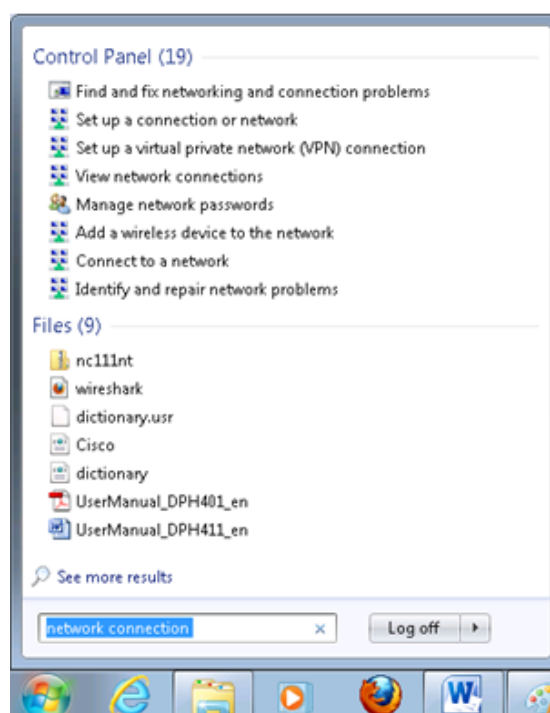 Control Panel (19)
Find and fix networking and connection problems
Set up a connection or network
Set up a virtual private network (VPN) connection
View network connections
Manage network passwords
Add a wireless device to the network
Connect to a network
Identify and repair network problems
Files (9)
nc111nt
wireshark
dictionary.usr
Cisco
dictionary
UserManual_DPH401_en
UserManual_DPH411_en
See more results
network connection × Log off
W